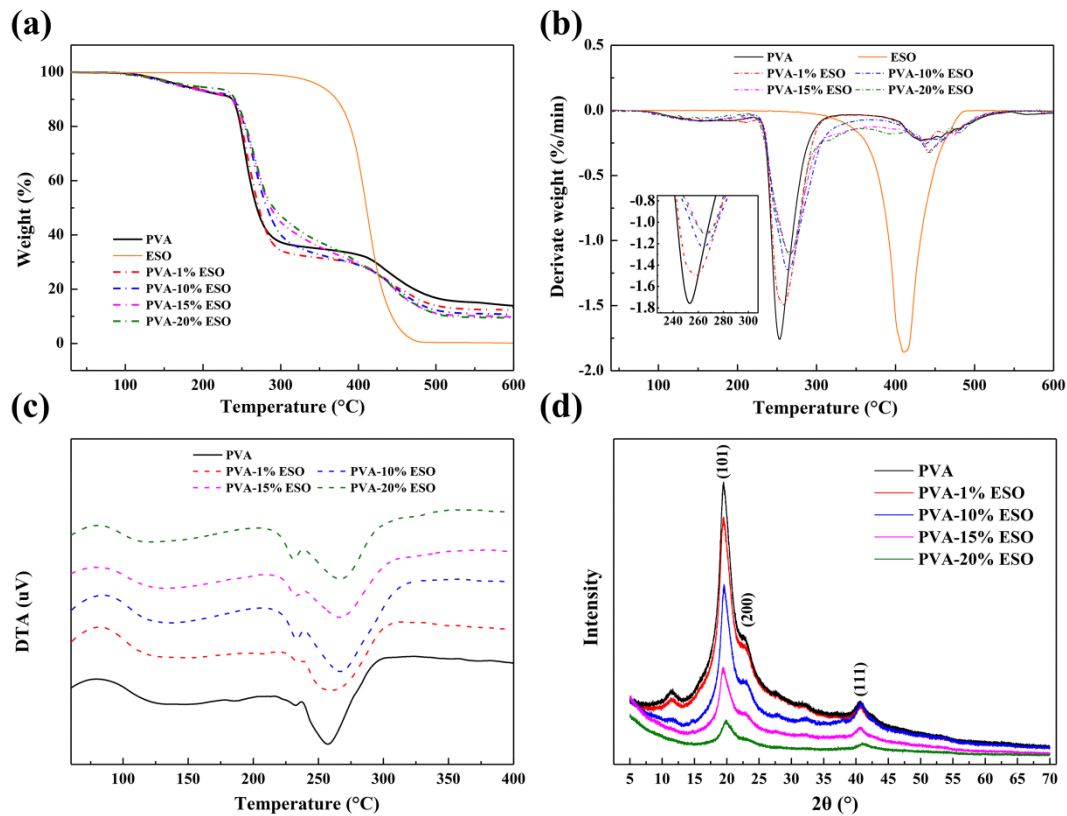 (a)
100
80
60
40
20
0
Weight (%)
PVA
ESO
PVA-1% ESO
PVA-10% ESO
PVA-15% ESO
PVA-20% ESO
100 200 300 400 500 600
Temperature (°C)
(b)
0.5
0.0
-0.5
-1.0
-1.5
-2.0
Derivate weight (%/min)
PVA ESO
PVA-1% ESO PVA-10% ESO
PVA-15% ESO PVA-20% ESO
-0.8
-1.0
-1.2
-1.4
-1.6
-1.8
240 260 280 300
100 200 300 400 500 600
Temperature (°C)
(c)
DTA (uV)
PVA
PVA-1% ESO PVA-10% ESO
PVA-15% ESO PVA-20% ESO
100 150 200 250 300 350 400
Temperature (°C)
(d)
Intensity
(101)
(200)
(111)
PVA
PVA-1% ESO
PVA-10% ESO
PVA-15% ESO
PVA-20% ESO
5 10 15 20 25 30 35 40 45 50 55 60 65 70
2θ (°)